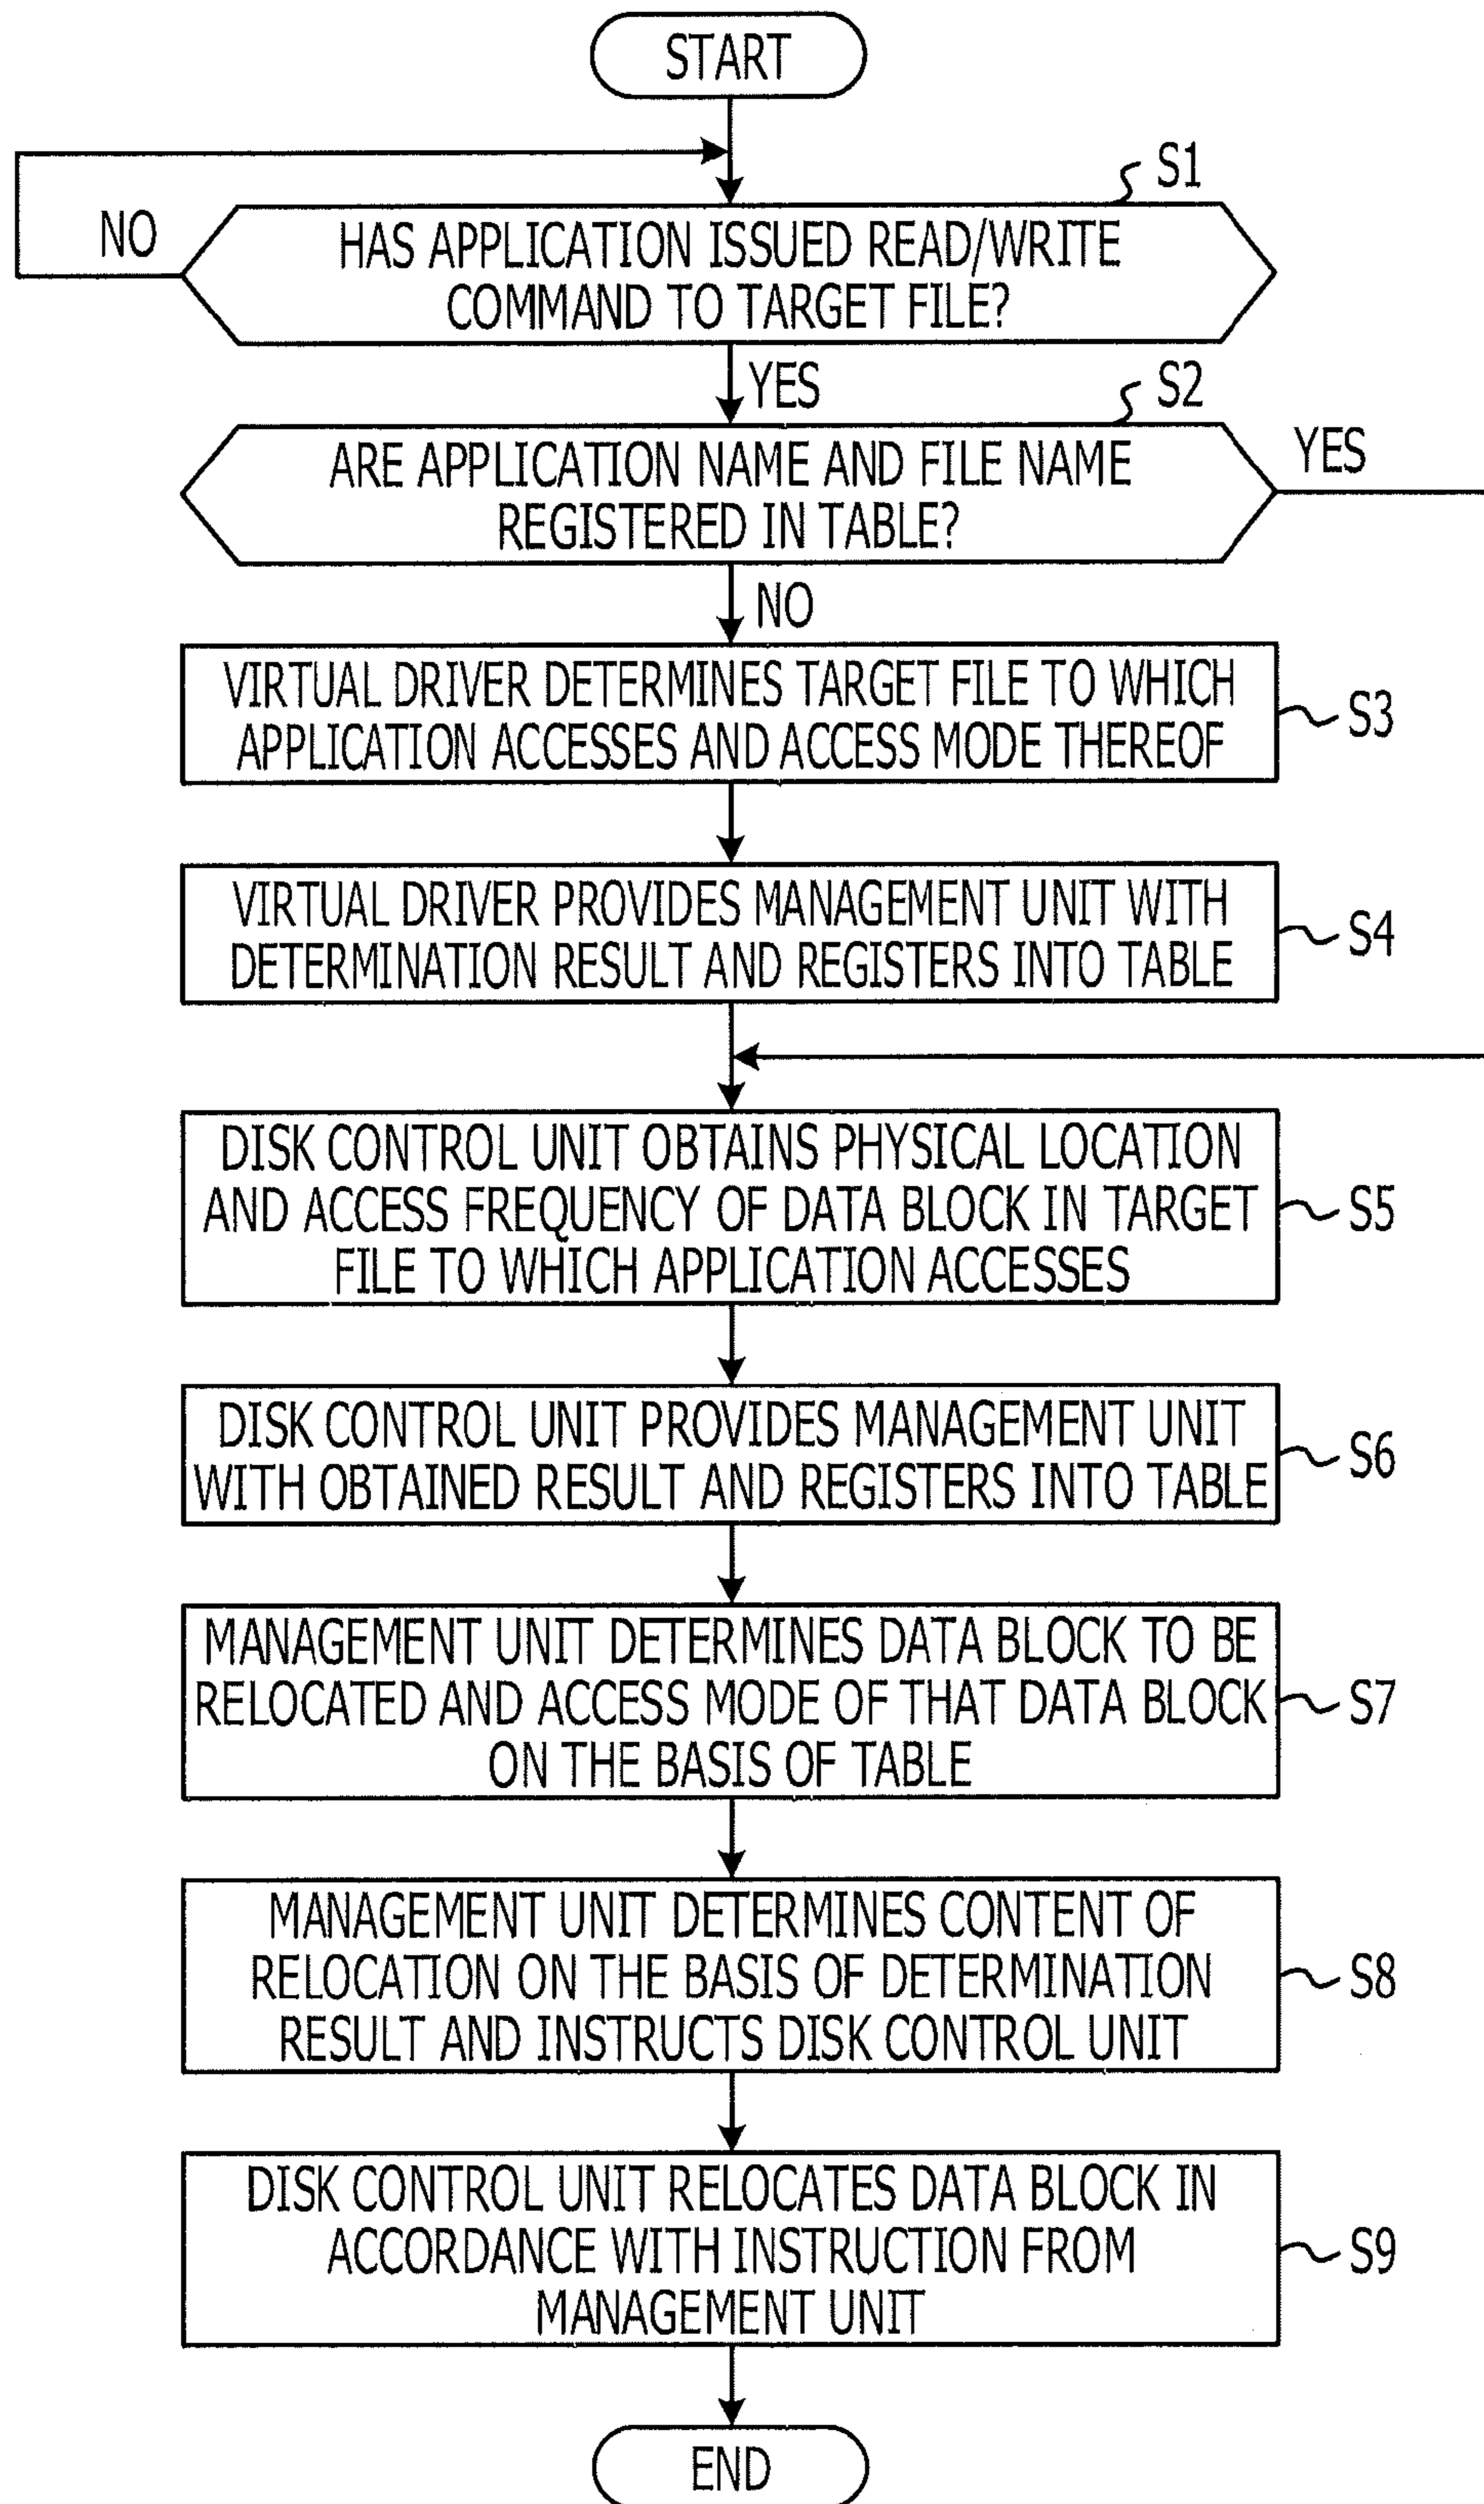 START
S1
NO
HAS APPLICATION ISSUED READ/WRITE
COMMAND TO TARGET FILE?
YES
S2
ARE APPLICATION NAME AND FILE NAME
REGISTERED IN TABLE?
YES
NO
VIRTUAL DRIVER DETERMINES TARGET FILE TO WHICH
APPLICATION ACCESSES AND ACCESS MODE THEREOF
S3
VIRTUAL DRIVER PROVIDES MANAGEMENT UNIT WITH
DETERMINATION RESULT AND REGISTERS INTO TABLE
S4
DISK CONTROL UNIT OBTAINS PHYSICAL LOCATION
AND ACCESS FREQUENCY OF DATA BLOCK IN TARGET
FILE TO WHICH APPLICATION ACCESSES
S5
DISK CONTROL UNIT PROVIDES MANAGEMENT UNIT
WITH OBTAINED RESULT AND REGISTERS INTO TABLE
S6
MANAGEMENT UNIT DETERMINES DATA BLOCK TO BE
RELOCATED AND ACCESS MODE OF THAT DATA BLOCK
ON THE BASIS OF TABLE
S7
MANAGEMENT UNIT DETERMINES CONTENT OF
RELOCATION ON THE BASIS OF DETERMINATION
RESULT AND INSTRUCTS DISK CONTROL UNIT
S8
DISK CONTROL UNIT RELOCATES DATA BLOCK IN
ACCORDANCE WITH INSTRUCTION FROM
MANAGEMENT UNIT
S9
END